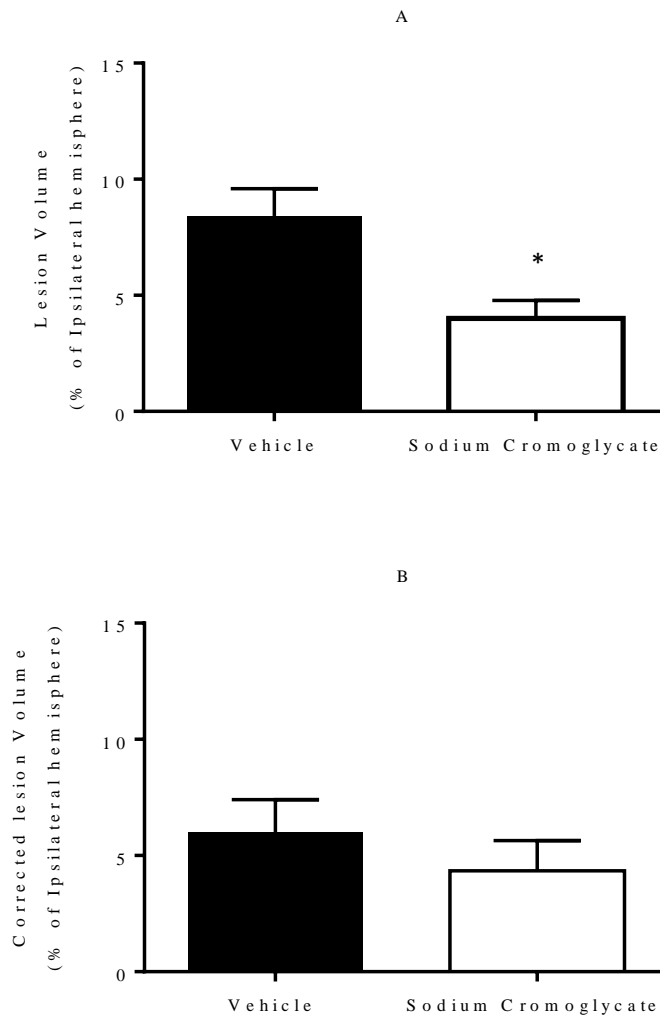 A
15
10
5
0
Lesion Volume
(% of Ipsilateral hemisphere)
*
Vehicle
Sodium Cromoglycate
B
15
10
5
0
Corrected lesion Volume
(% of Ipsilateral hemisphere)
Vehicle
Sodium Cromoglycate